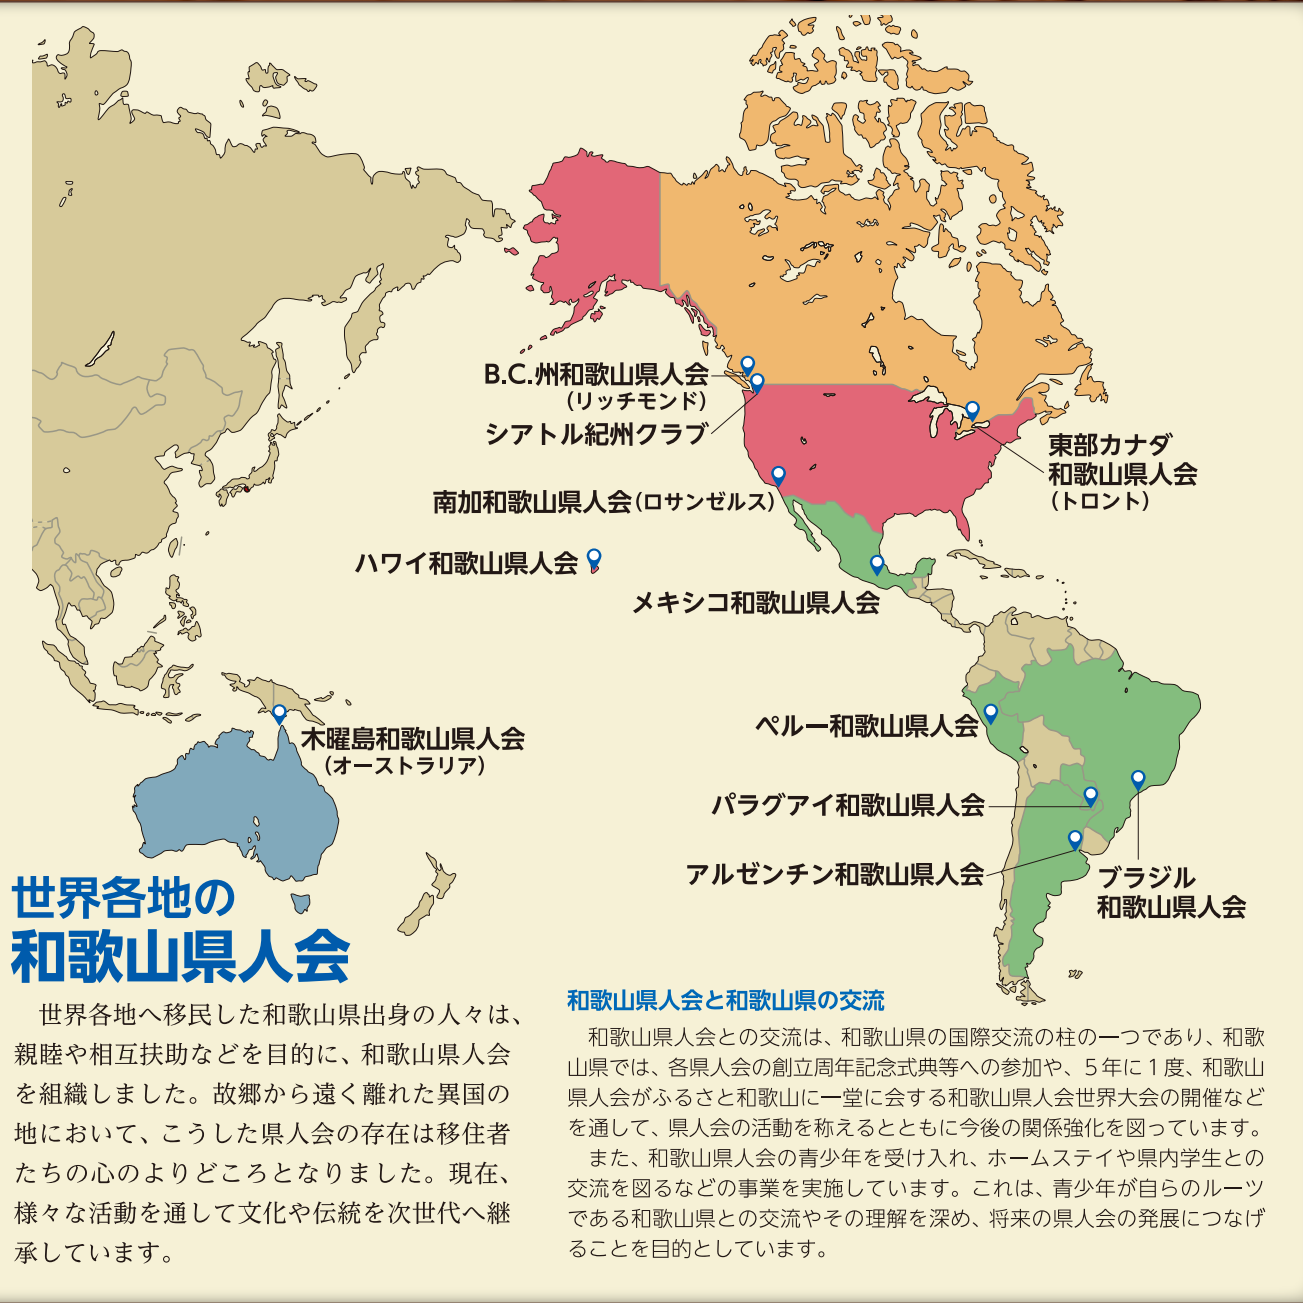 B.C.州和歌山県人会
（リッチモンド）
シアトル紀州クラブ
東部カナダ
和歌山県人会
（トロント）
南加和歌山県人会（ロサンゼルス）
ハワイ和歌山県人会
メキシコ和歌山県人会
ペルー和歌山県人会
木曜島和歌山県人会
（オーストラリア）
パラグアイ和歌山県人会
アルゼンチン和歌山県人会
ブラジル
和歌山県人会
世界各地の
和歌山県人会
世界各地へ移民した和歌山県出身の人々は、
親睦や相互扶助などを目的に、和歌山県人会
を組織しました。故郷から遠く離れた異国の
地において、こうした県人会の存在は移住者
たちの心のよりどころとなりました。現在、
様々な活動を通して文化や伝統を次世代へ継
承しています。
和歌山県人会と和歌山県の交流
和歌山県人会との交流は、和歌山県の国際交流の柱の一つであり、和歌
山県では、各県人会の創立周年記念式典等への参加や、5年に1度、和歌山
県人会がふるさと和歌山に一堂に会する和歌山県人会世界大会の開催など
を通して、県人会の活動を称えるとともに今後の関係強化を図っています。
また、和歌山県人会の青少年を受け入れ、ホームステイや県内学生との
交流を図るなどの事業を実施しています。これは、青少年が自らのルーツ
である和歌山県との交流やその理解を深め、将来の県人会の発展につなげ
ることを目的としています。